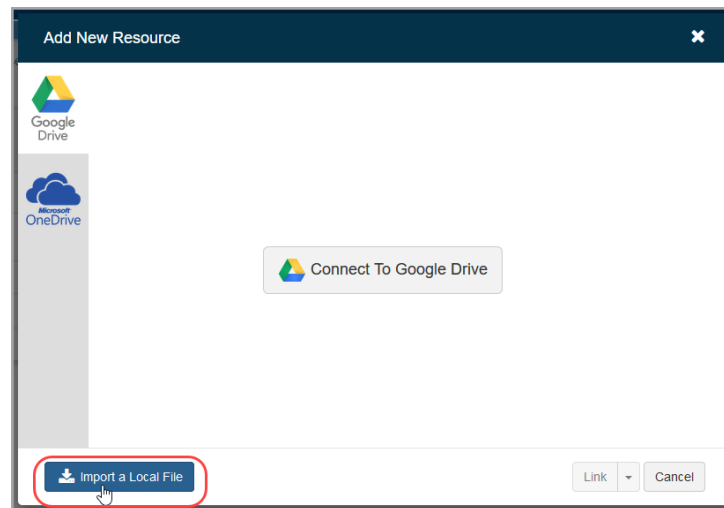 Add New Resource
Google
Drive
Microsoft
OneDrive
Connect To Google Drive
Import a Local File
Link
Cancel